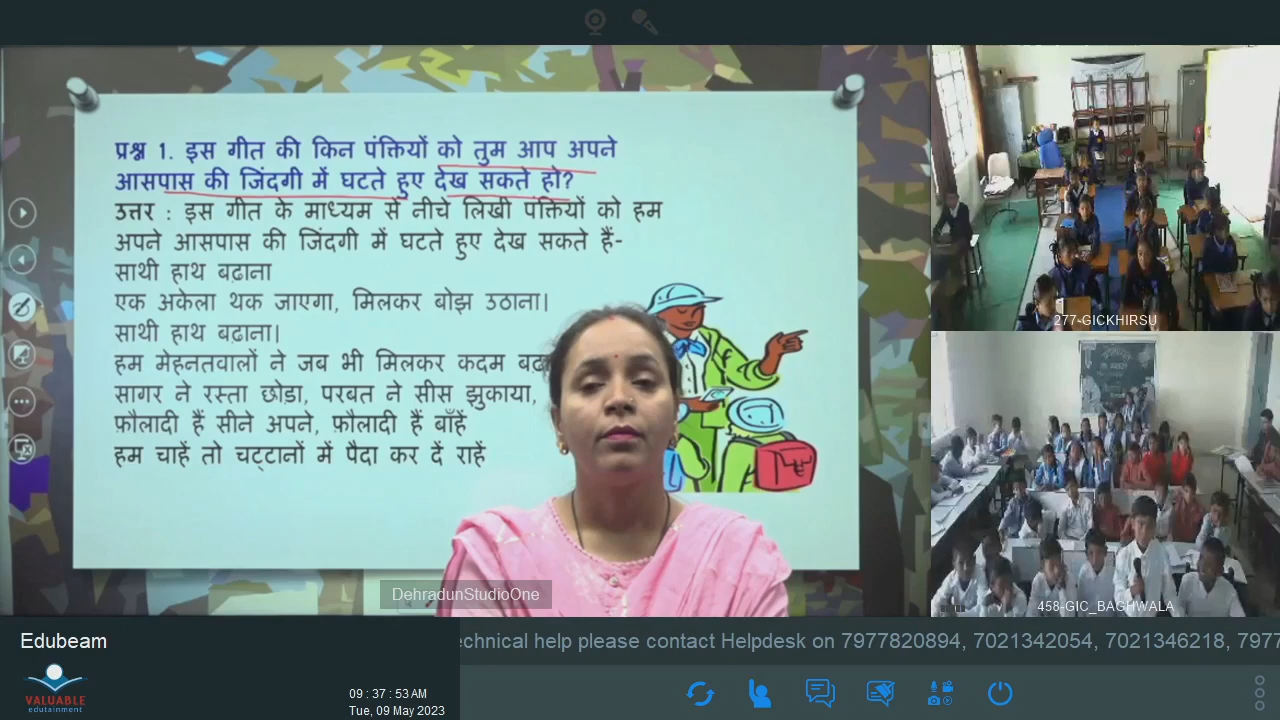 प्रश्न 1. इस गीत की किन पंक्तियों को तुम आप अपने
आसपास की जिंदगी में घटते हुए देख सकते हो?
उत्तर : इस गीत के माध्यम से नीचे लिखी पंक्तियों को हम
अपने आसपास की जिंदगी में घटते हुए देख सकते हैं-
साथी हाथ बढ़ाना
एक अकेला थक जाएगा, मिलकर बोझ उठाना।
साथी हाथ बढ़ाना।
हम मेहनतवालों ने जब भी मिलकर कदम
सागर ने रस्ता छोडा, परबत ने सीस झुकाया,
फ़ौलादी हैं सीने अपने, फ़ौलादी हैं बाँहें
हम चाहें तो चट्टानों में पैदा कर दें राहें
DehradunStudioOne
277-GICKHIRSU
458-GIC_BAGHWALA
Edubeam
echnical help please contact Helpdesk on 7977820894, 7021342054, 7021346218, 7977
VALUABLE
edutainment
09 : 37 : 53 AM
Tue, 09 May 2023